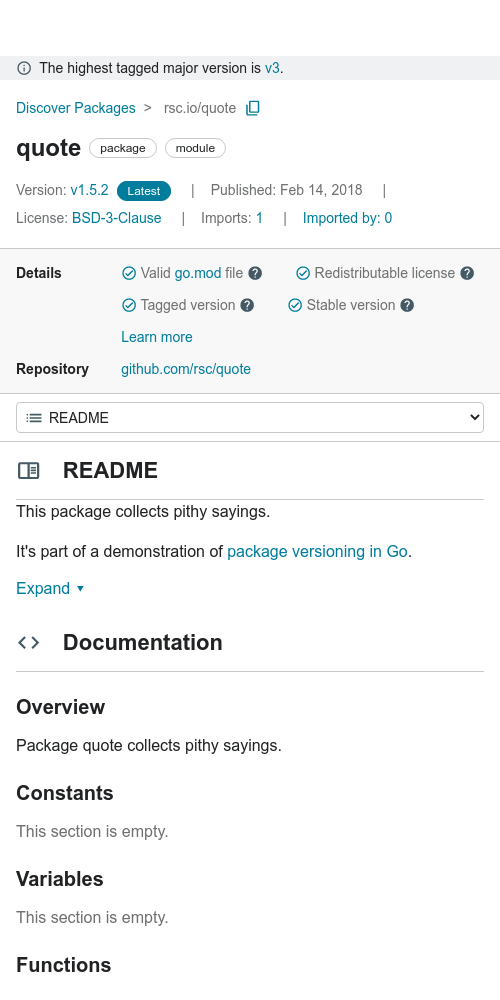 The highest tagged major version is v3.
Discover Packages > rsc.io/quote
quote package module
Version: v1.5.2 Latest | Published: Feb 14, 2018 |
License: BSD-3-Clause | Imports: 1 | Imported by: 0
Details Valid go.mod file ? Redistributable license ?
Tagged version ? Stable version ?
Learn more
Repository github.com/rsc/quote
README
README
This package collects pithy sayings.
It's part of a demonstration of package versioning in Go.
Expand ▾
Documentation
Overview
Package quote collects pithy sayings.
Constants
This section is empty.
Variables
This section is empty.
Functions